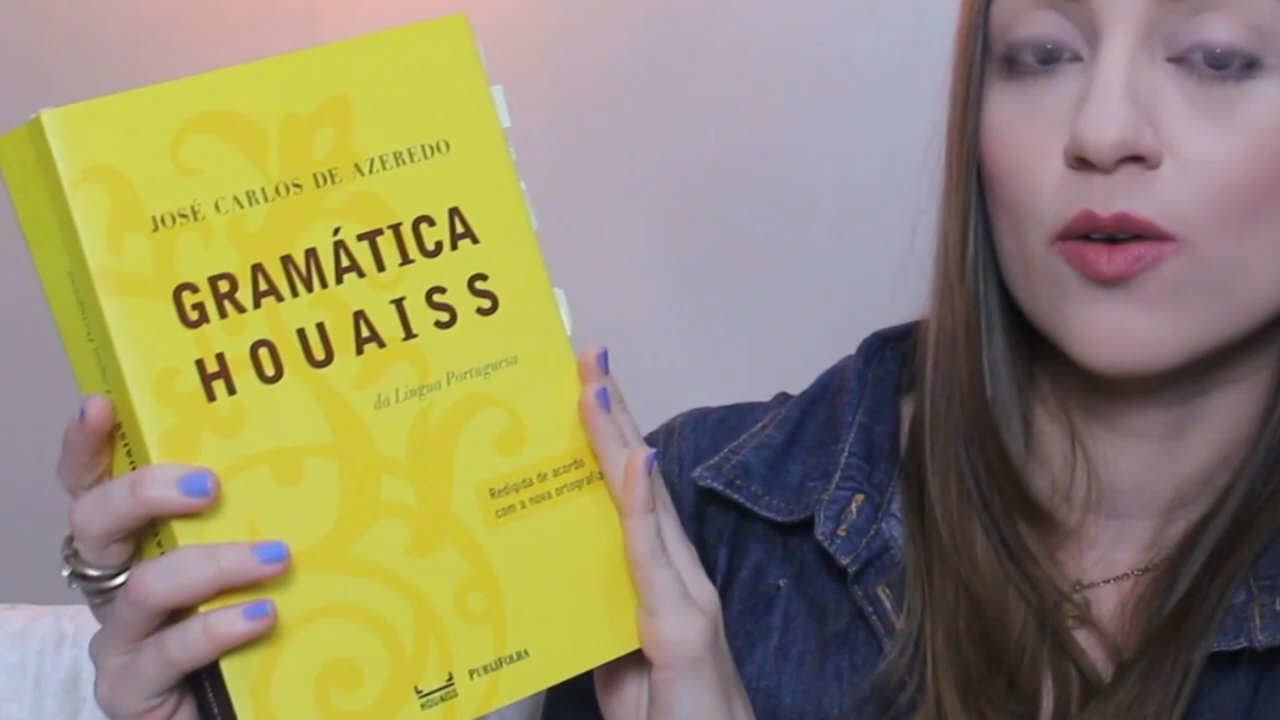 JOSÉ CARLOS DE AZEREDO
GRAMÁTICA
HOUAISS
da Língua Portuguesa
Redigida de acordo
com a nova ortografia
HOUAISS
PUBLIFOLHA